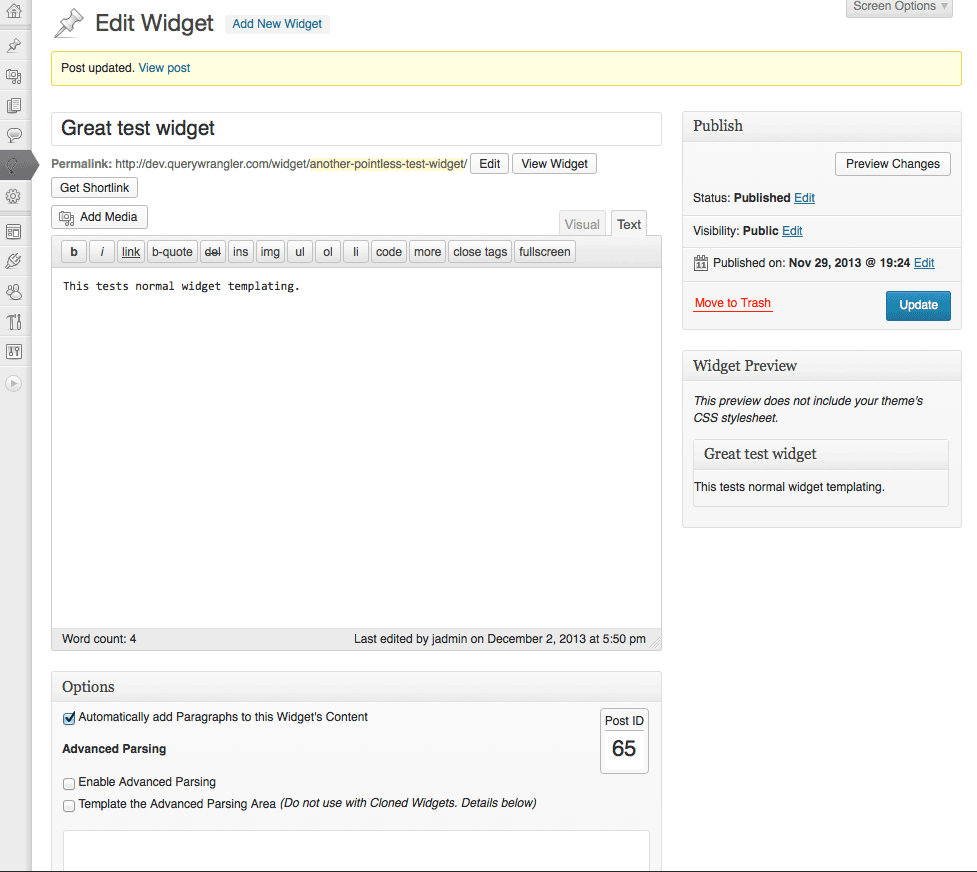 Screen Options
Edit Widget Add New Widget
Post updated. View post
Great test widget
Permalink: http://dev.querywrangler.com/widget/another-pointless-test-widget/ Edit View Widget
Get Shortlink
Add Media
Visual Text
b i link b-quote del ins img ul ol li code more close tags fullscreen
This tests normal widget templating.
Word count: 4 Last edited by jadmin on December 2, 2013 at 5:50 pm
Options
Automatically add Paragraphs to this Widget's Content
Advanced Parsing
Enable Advanced Parsing
Template the Advanced Parsing Area (Do not use with Cloned Widgets. Details below)
Post ID
65
Publish
Preview Changes
Status: Published Edit
Visibility: Public Edit
11 Published on: Nov 29, 2013 @ 19:24 Edit
Move to Trash Update
Widget Preview
This preview does not include your theme's
CSS stylesheet.
Great test widget
This tests normal widget templating.